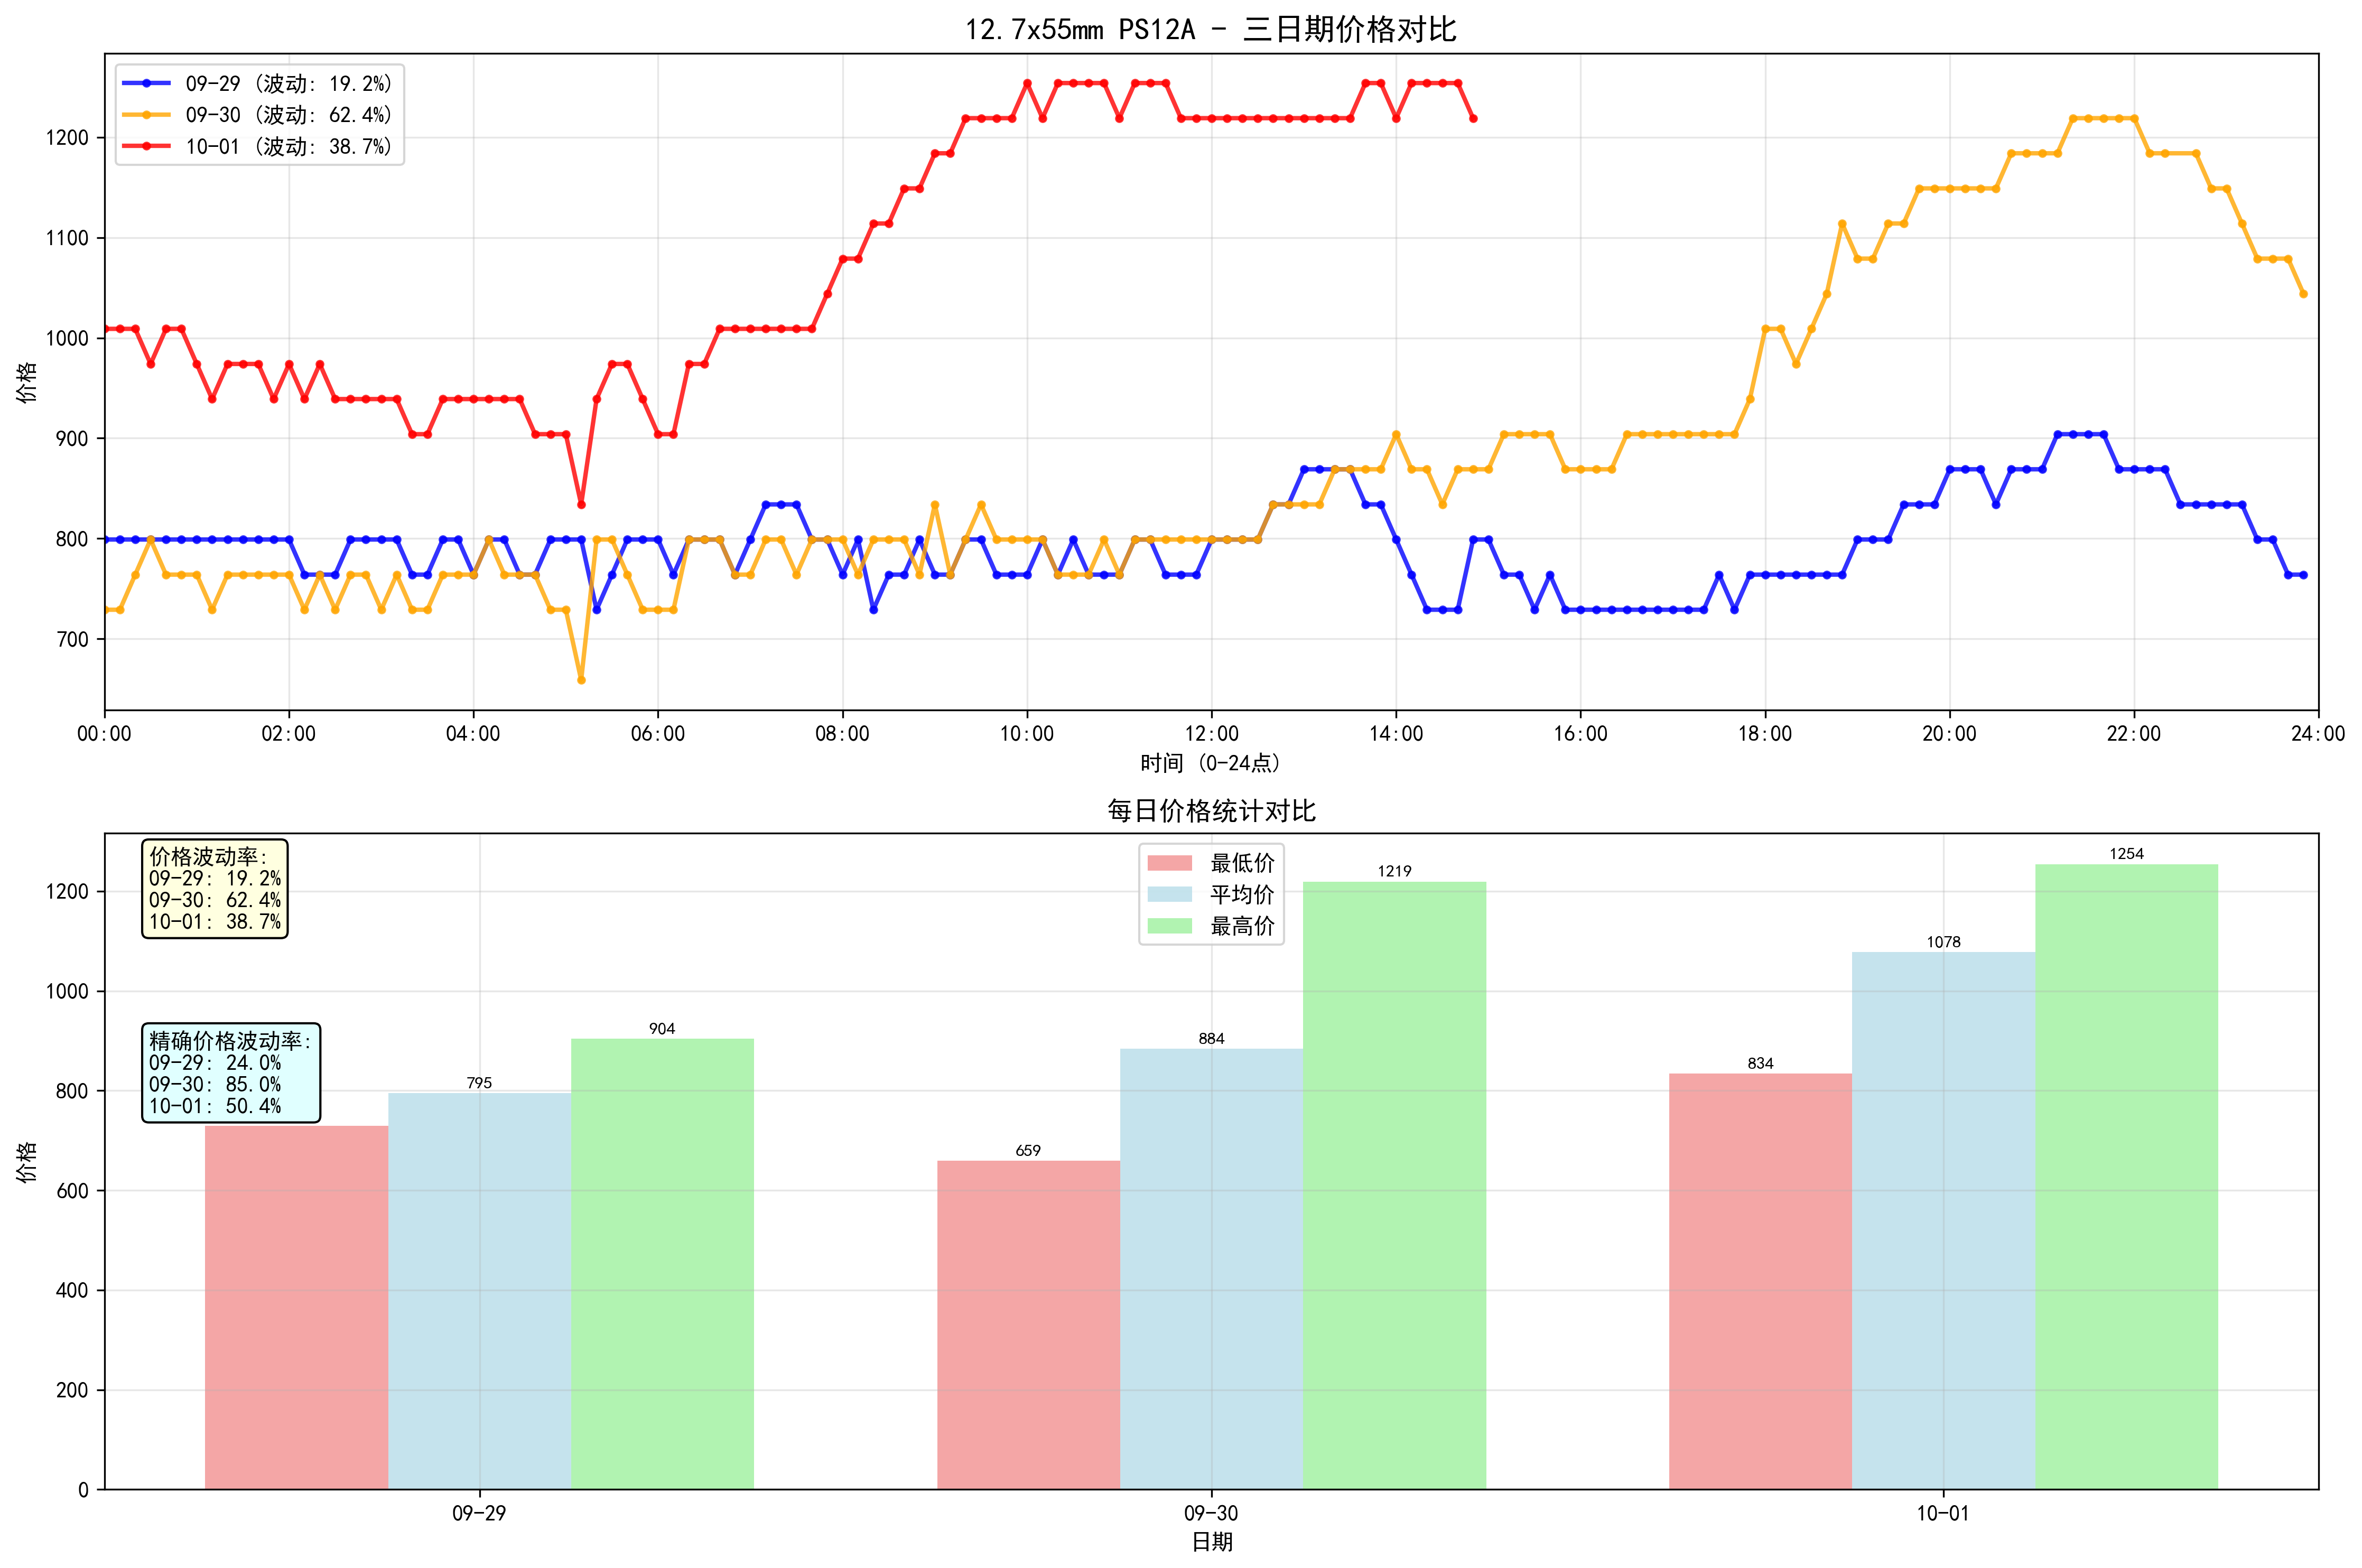 12.7x55mm PS12A - 三日期价格对比
09-29 (波动: 19.2%)
09-30 (波动: 62.4%)
10-01 (波动: 38.7%)
价格
1200
1100
1000
900
800
700
00:00 02:00 04:00 06:00 08:00 10:00 12:00 14:00 16:00 18:00 20:00 22:00 24:00
时间 (0-24点)
每日价格统计对比
价格波动率:
09-29: 19.2%
09-30: 62.4%
10-01: 38.7%
精确价格波动率:
09-29: 24.0%
09-30: 85.0%
10-01: 50.4%
最低价
平均价
最高价
价格
1200
1000
800
600
400
200
0
795
904
659
884
1219
834
1078
1254
09-29 09-30 10-01
日期